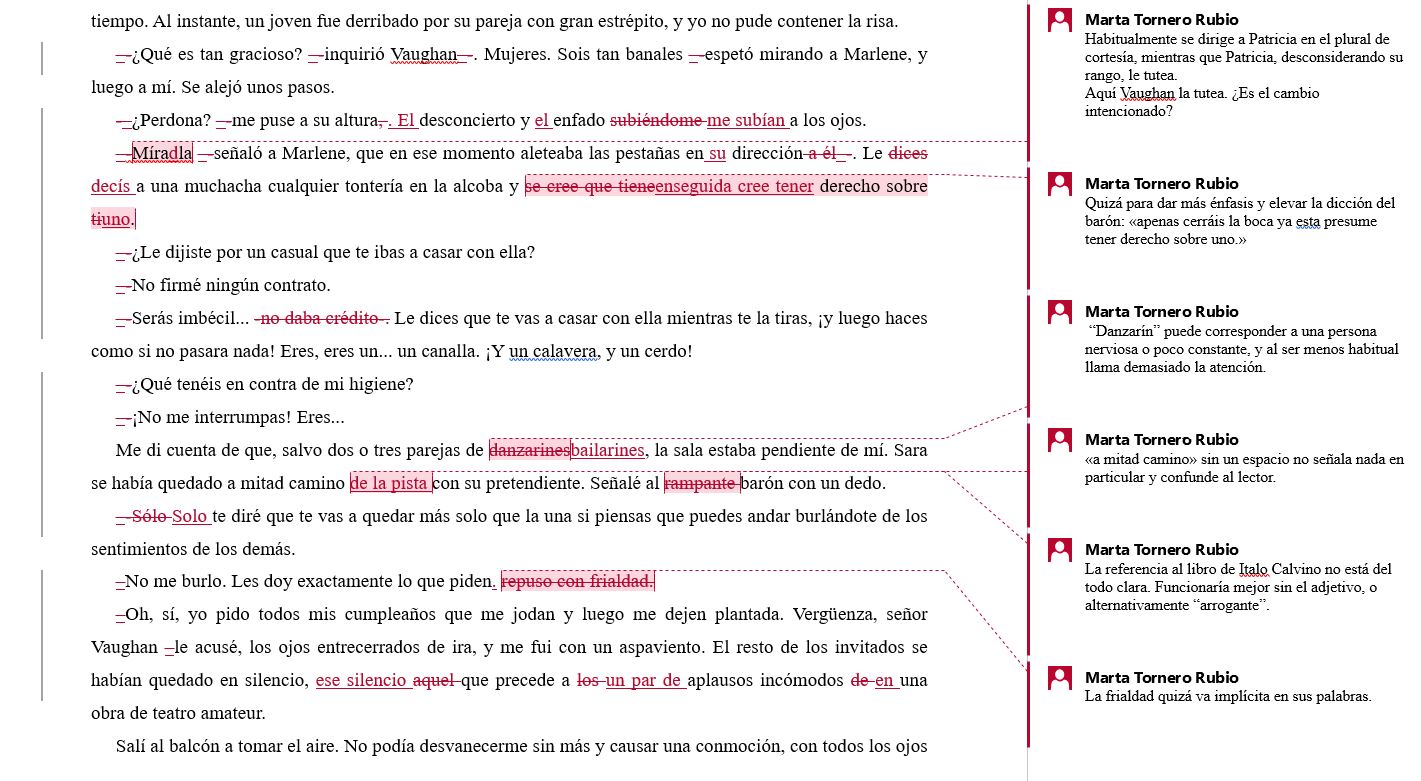 tiempo. Al instante, un joven fue derribado por su pareja con gran estrépito, y yo no pude contener la risa.
—-¿Qué es tan gracioso? —-inquirió Vaughan—-. Mujeres. Sois tan banales —-espetó mirando a Marlene, y
luego a mí. Se alejó unos pasos.
-—¿Perdona? —-me puse a su altura,-. El desconcierto y el enfado subiéndome me subían a los ojos.
—-Míradla —-señaló a Marlene, que en ese momento aleteaba las pestañas en su dirección a él—-. Le dices
decís a una muchacha cualquier tontería en la alcoba y se cree que tieneenseguida cree tener derecho sobre
tiuno.
—-¿Le dijiste por un casual que te ibas a casar con ella?
—-No firmé ningún contrato.
—-Serás imbécil... -no daba crédito-. Le dices que te vas a casar con ella mientras te la tiras, ¡y luego haces
como si no pasara nada! Eres, eres un... un canalla. ¡Y un calavera, y un cerdo!
—-¿Qué tenéis en contra de mi higiene?
—-¡No me interrumpas! Eres...
Me di cuenta de que, salvo dos o tres parejas de danzarinesbailarines, la sala estaba pendiente de mí. Sara
se había quedado a mitad camino de la pista con su pretendiente. Señalé al rampante barón con un dedo.
—-Sólo Solo te diré que te vas a quedar más solo que la una si piensas que puedes andar burlándote de los
sentimientos de los demás.
–No me burlo. Les doy exactamente lo que piden. repuso con frialdad.
–Oh, sí, yo pido todos mis cumpleaños que me jodan y luego me dejen plantada. Vergüenza, señor
Vaughan –le acusé, los ojos entrecerrados de ira, y me fui con un aspaviento. El resto de los invitados se
habían quedado en silencio, ese silencio aquel que precede a los un par de aplausos incómodos de en una
obra de teatro amateur.
Salí al balcón a tomar el aire. No podía desvanecerme sin más y causar una conmoción, con todos los ojos
Marta Tornero Rubio
Habitualmente se dirige a Patricia en el plural de
cortesía, mientras que Patricia, desconsiderando su
rango, le tutea.
Aquí Vaughan la tutea. ¿Es el cambio
intencionado?
Marta Tornero Rubio
Quizá para dar más énfasis y elevar la dicción del
barón: «apenas cerráis la boca ya esta presume
tener derecho sobre uno.»
Marta Tornero Rubio
“Danzarín” puede corresponder a una persona
nerviosa o poco constante, y al ser menos habitual
llama demasiado la atención.
Marta Tornero Rubio
«a mitad camino» sin un espacio no señala nada en
particular y confunde al lector.
Marta Tornero Rubio
La referencia al libro de Italo Calvino no está del
todo clara. Funcionaría mejor sin el adjetivo, o
alternativamente “arrogante”.
Marta Tornero Rubio
La frialdad quizá va implícita en sus palabras.